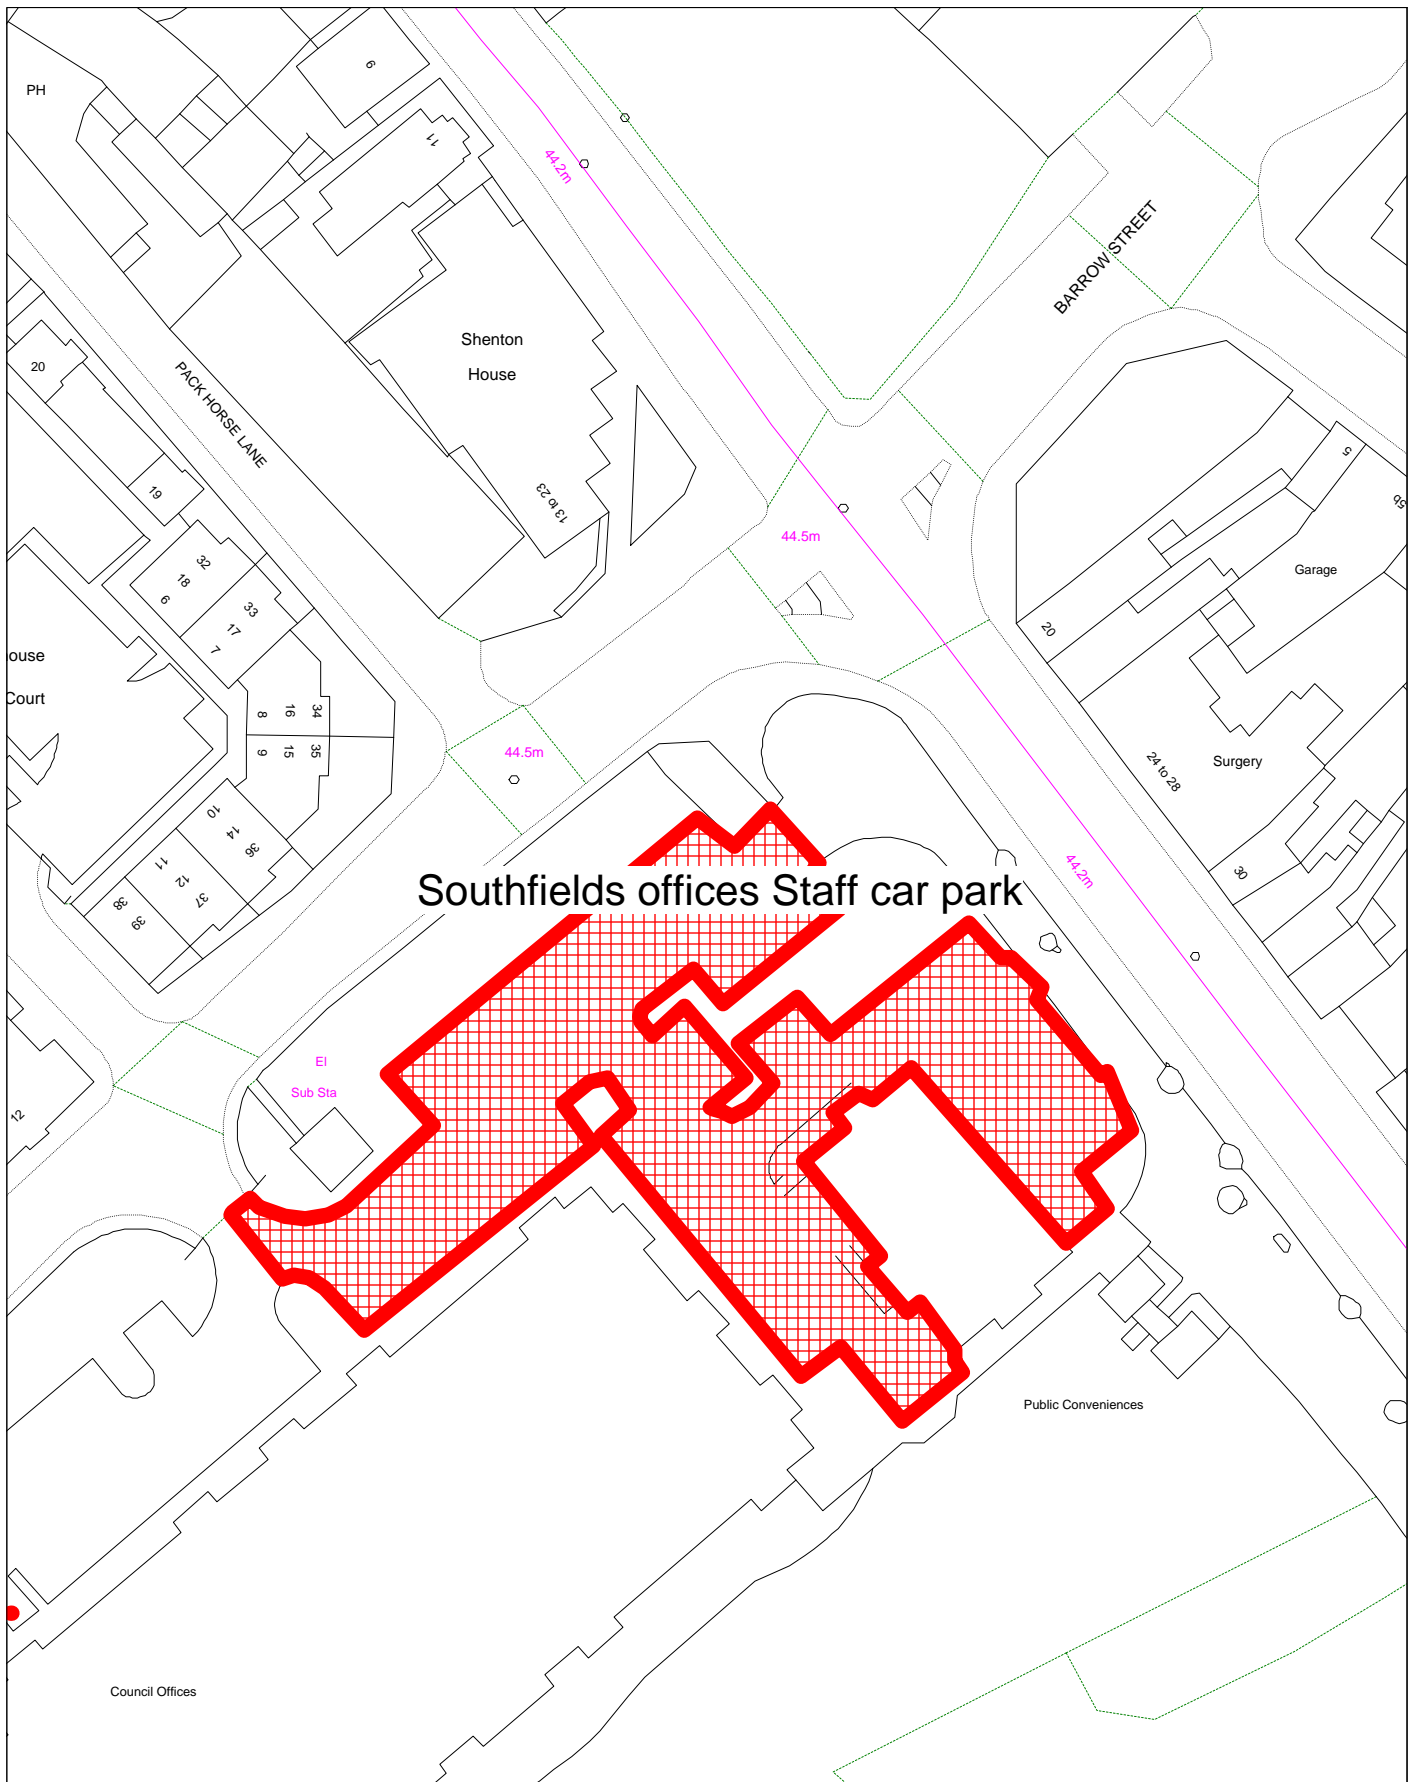 PH
9
11
44.2m
BARROW STREET
Shenton
House
20
PACK HORSE LANE
19
13 to 23
5
5b
44.5m
Garage
32
18
6
33
17
7
20
ouse
Court
34
16
8
35
15
9
44.5m
24 to 28
Surgery
10
14
36
11
12
37
38
39
44.2m
30
Southfields offices Staff car park
El
Sub Sta
12
Public Conveniences
Council Offices